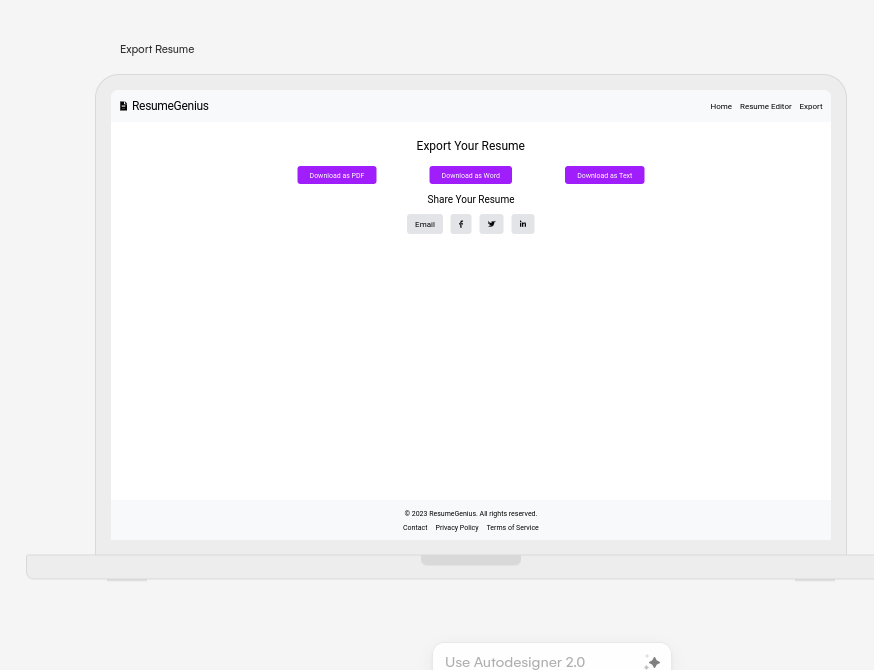 Export Resume
ResumeGenius
Home Resume Editor Export
Export Your Resume
Download as PDF Download as Word Download as Text
Share Your Resume
Email
© 2023 ResumeGenius. All rights reserved.
Contact Privacy Policy Terms of Service
Use Autodesigner 2.0